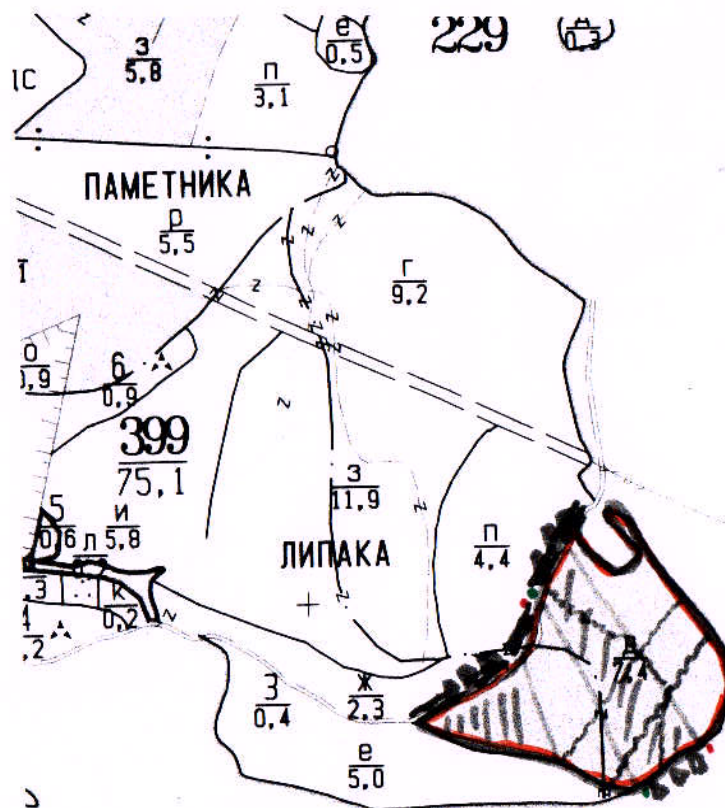 е
0,5
229
0,3
З
5,8
П
3,1
ПАМЕТНИКА
р
5,5
г
9,2
О
0,9
6
0,9
399
75,1
З
11,9
5
0,6
и
5,8
л
ЛИПАКА
П
4,4
к
0,2
З
0,4
Ж
2,3
е
5,0